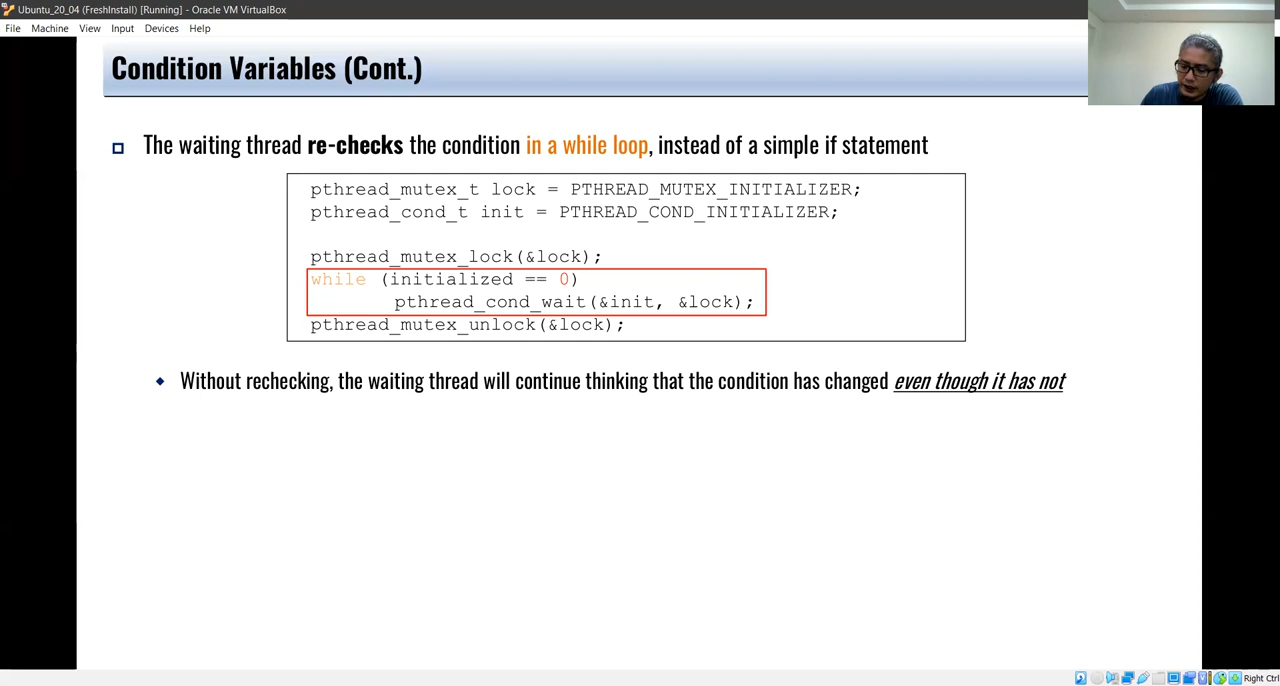 Ubuntu_20_04 (FreshInstall) [Running] - Oracle VM VirtualBox
File Machine View Input Devices Help
Condition Variables (Cont.)
The waiting thread re-checks the condition in a while loop, instead of a simple if statement
pthread_mutex_t lock = PTHREAD_MUTEX_INITIALIZER;
pthread_cond_t init = PTHREAD_COND_INITIALIZER;
pthread_mutex_lock(&lock);
while (initialized == 0)
pthread_cond_wait(&init, &lock);
pthread_mutex_unlock(&lock);
Without rechecking, the waiting thread will continue thinking that the condition has changed even though it has not
Right Ctrl